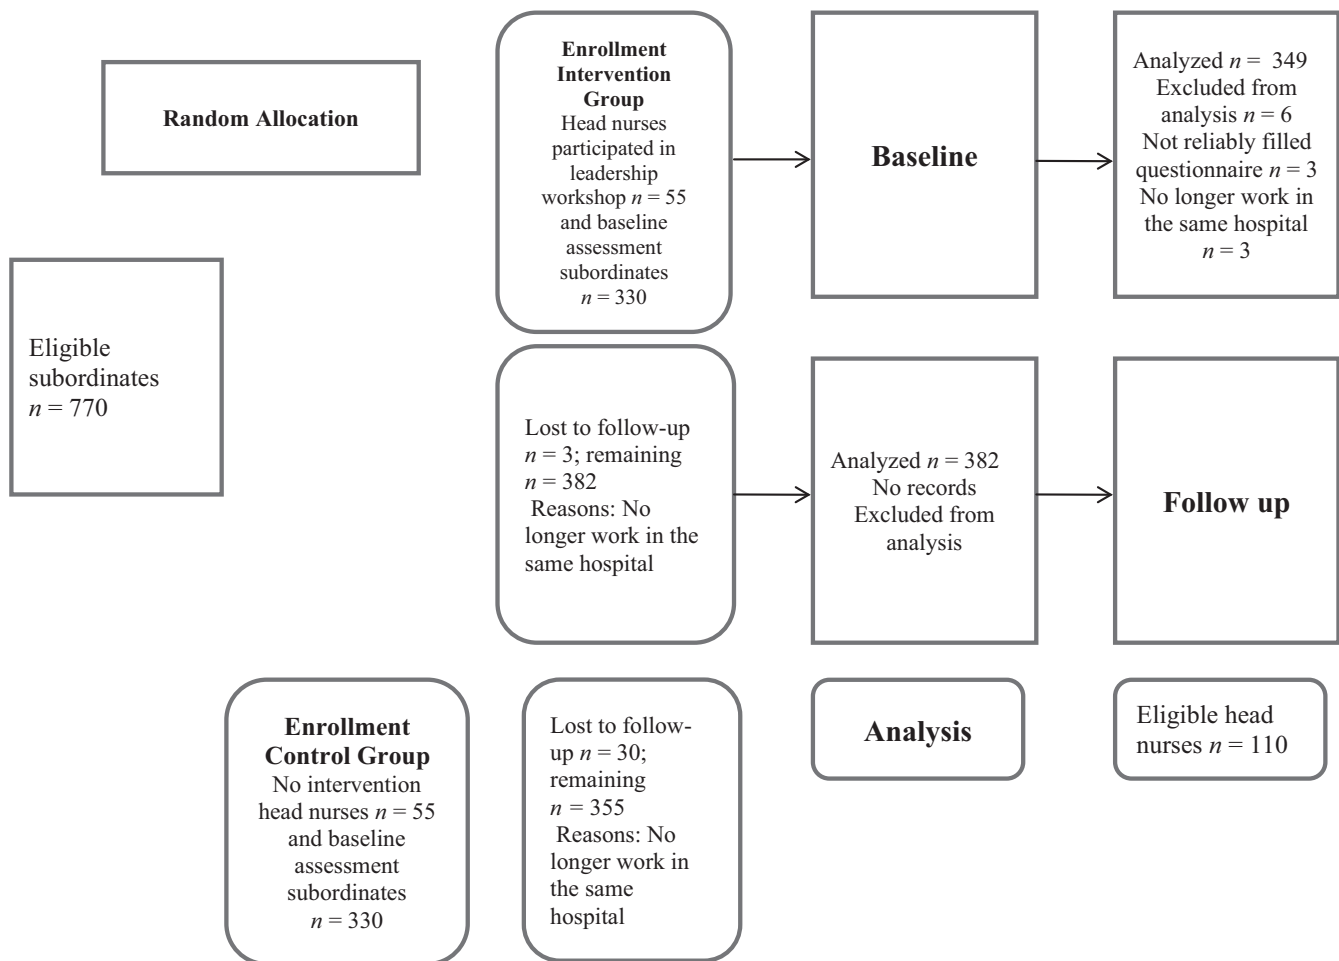 Random Allocation
Enrollment
Intervention
Group
Head nurses
participated in
leadership
workshop n = 55
and baseline
assessment
subordinates
n = 330
Baseline
Analyzed n = 349
Excluded from
analysis n = 6
Not reliably filled
questionnaire n = 3
No longer work in
the same hospital
n = 3
Eligible
subordinates
n = 770
Lost to follow-up
n = 3; remaining
n = 382
Reasons: No
longer work in the
same hospital
Analyzed n = 382
No records
Excluded from
analysis
Follow up
Enrollment
Control Group
No intervention
head nurses n = 55
and baseline
assessment
subordinates
n = 330
Lost to follow-
up n = 30;
remaining
n = 355
Reasons: No
longer work in
the same
hospital
Analysis
Eligible head
nurses n = 110